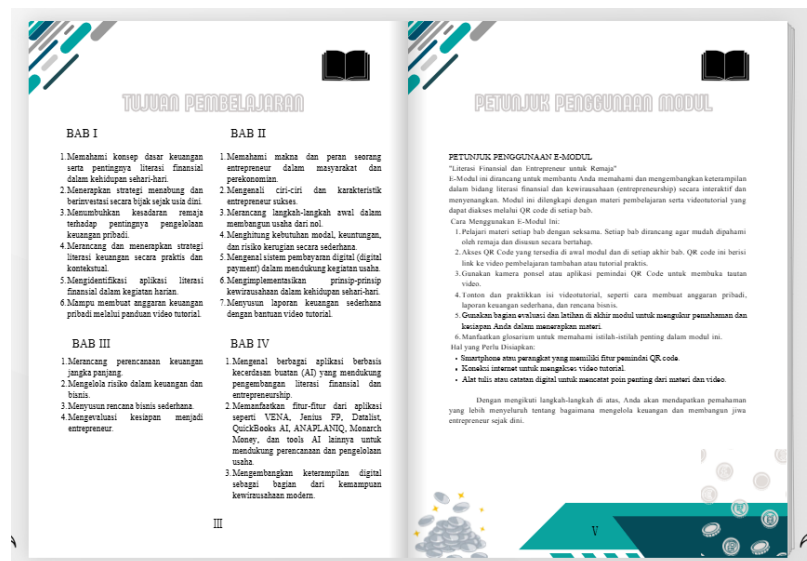 TUJUAN PEMBELAJARAN
BAB I
1.Memahami konsep dasar keuangan
serta pentingnya literasi finansial
dalam kehidupan sehari-hari.
2.Menerapkan strategi menabung dan
berinvestasi secara bijak sejak usia dini.
3.Menumbuhkan kesadaran remaja
terhadap pentingnya pengelolaan
keuangan pribadi.
4.Merancang dan menerapkan strategi
literasi keuangan secara praktis dan
kontekstual.
5.Mengidentifikasi aplikasi literasi
finansial dalam kegiatan harian.
6.Mampu membuat anggaran keuangan
pribadi melalui panduan video tutorial.
BAB II
1.Memahami makna dan peran seorang
entrepreneur dalam masyarakat dan
perekonomian.
2.Mengenali ciri-ciri dan karakteristik
entrepreneur sukses.
3.Merancang langkah-langkah awal dalam
membangun usaha dari nol.
4.Menghitung kebutuhan modal, keuntungan,
dan risiko kerugian secara sederhana.
5.Mengenal sistem pembayaran digital (digital
payment) dalam mendukung kegiatan usaha.
6.Mengimplementasikan prinsip-prinsip
kewirausahaan dalam kehidupan sehari-hari.
7.Menyusun laporan keuangan sederhana
dengan bantuan video tutorial.
BAB III
1.Merancang perencanaan keuangan
jangka panjang.
2.Mengelola risiko dalam keuangan dan
bisnis.
3.Menyusun rencana bisnis sederhana.
4.Mengevaluasi kesiapan menjadi
entrepreneur.
BAB IV
1.Mengenal berbagai aplikasi berbasis
kecerdasan buatan (AI) yang mendukung
pengembangan literasi finansial dan
entrepreneurship.
2.Memanfaatkan fitur-fitur dari aplikasi
seperti VENA, Jenius FP, Datalist,
QuickBooks AI, ANAPLANIQ, Monarch
Money, dan tools AI lainnya untuk
mendukung perencanaan dan pengelolaan
usaha.
3.Mengembangkan keterampilan digital
sebagai bagian dari kemampuan
kewirausahaan modern.
III
PETUNJUK PENGGUNAAN MODUL
PETUNJUK PENGGUNAAN E-MODUL
"Literasi Finansial dan Entrepreneur untuk Remaja"
E-Modul ini dirancang untuk membantu Anda memahami dan mengembangkan keterampilan
dalam bidang literasi finansial dan kewirausahaan (entrepreneurship) secara interaktif dan
menyenangkan. Modul ini dilengkapi dengan materi pembelajaran serta videotutorial yang
dapat diakses melalui QR code di setiap bab.
Cara Menggunakan E-Modul Ini:
1.Pelajari materi setiap bab dengan seksama. Setiap bab dirancang agar mudah dipahami
oleh remaja dan disusun secara bertahap.
2.Akses QR Code yang tersedia di awal modul dan di setiap akhir bab. QR code ini berisi
link ke video pembelajaran tambahan atau tutorial praktis.
3.Gunakan kamera ponsel atau aplikasi pemindai QR Code untuk membuka tautan
video.
4.Tonton dan praktikkan isi videotutorial, seperti cara membuat anggaran pribadi,
laporan keuangan sederhana, dan rencana bisnis.
5.Gunakan bagian evaluasi dan latihan di akhir modul untuk mengukur pemahaman dan
kesiapan Anda dalam menerapkan materi.
6.Manfaatkan glosarium untuk memahami istilah-istilah penting dalam modul ini.
Hal yang Perlu Disiapkan:
• Smartphone atau perangkat yang memiliki fitur pemindai QR code.
• Koneksi internet untuk mengakses video tutorial.
• Alat tulis atau catatan digital untuk mencatat poin penting dari materi dan video.
Dengan mengikuti langkah-langkah di atas, Anda akan mendapatkan pemahaman
yang lebih menyeluruh tentang bagaimana mengelola keuangan dan membangun jiwa
entrepreneur sejak dini.
V